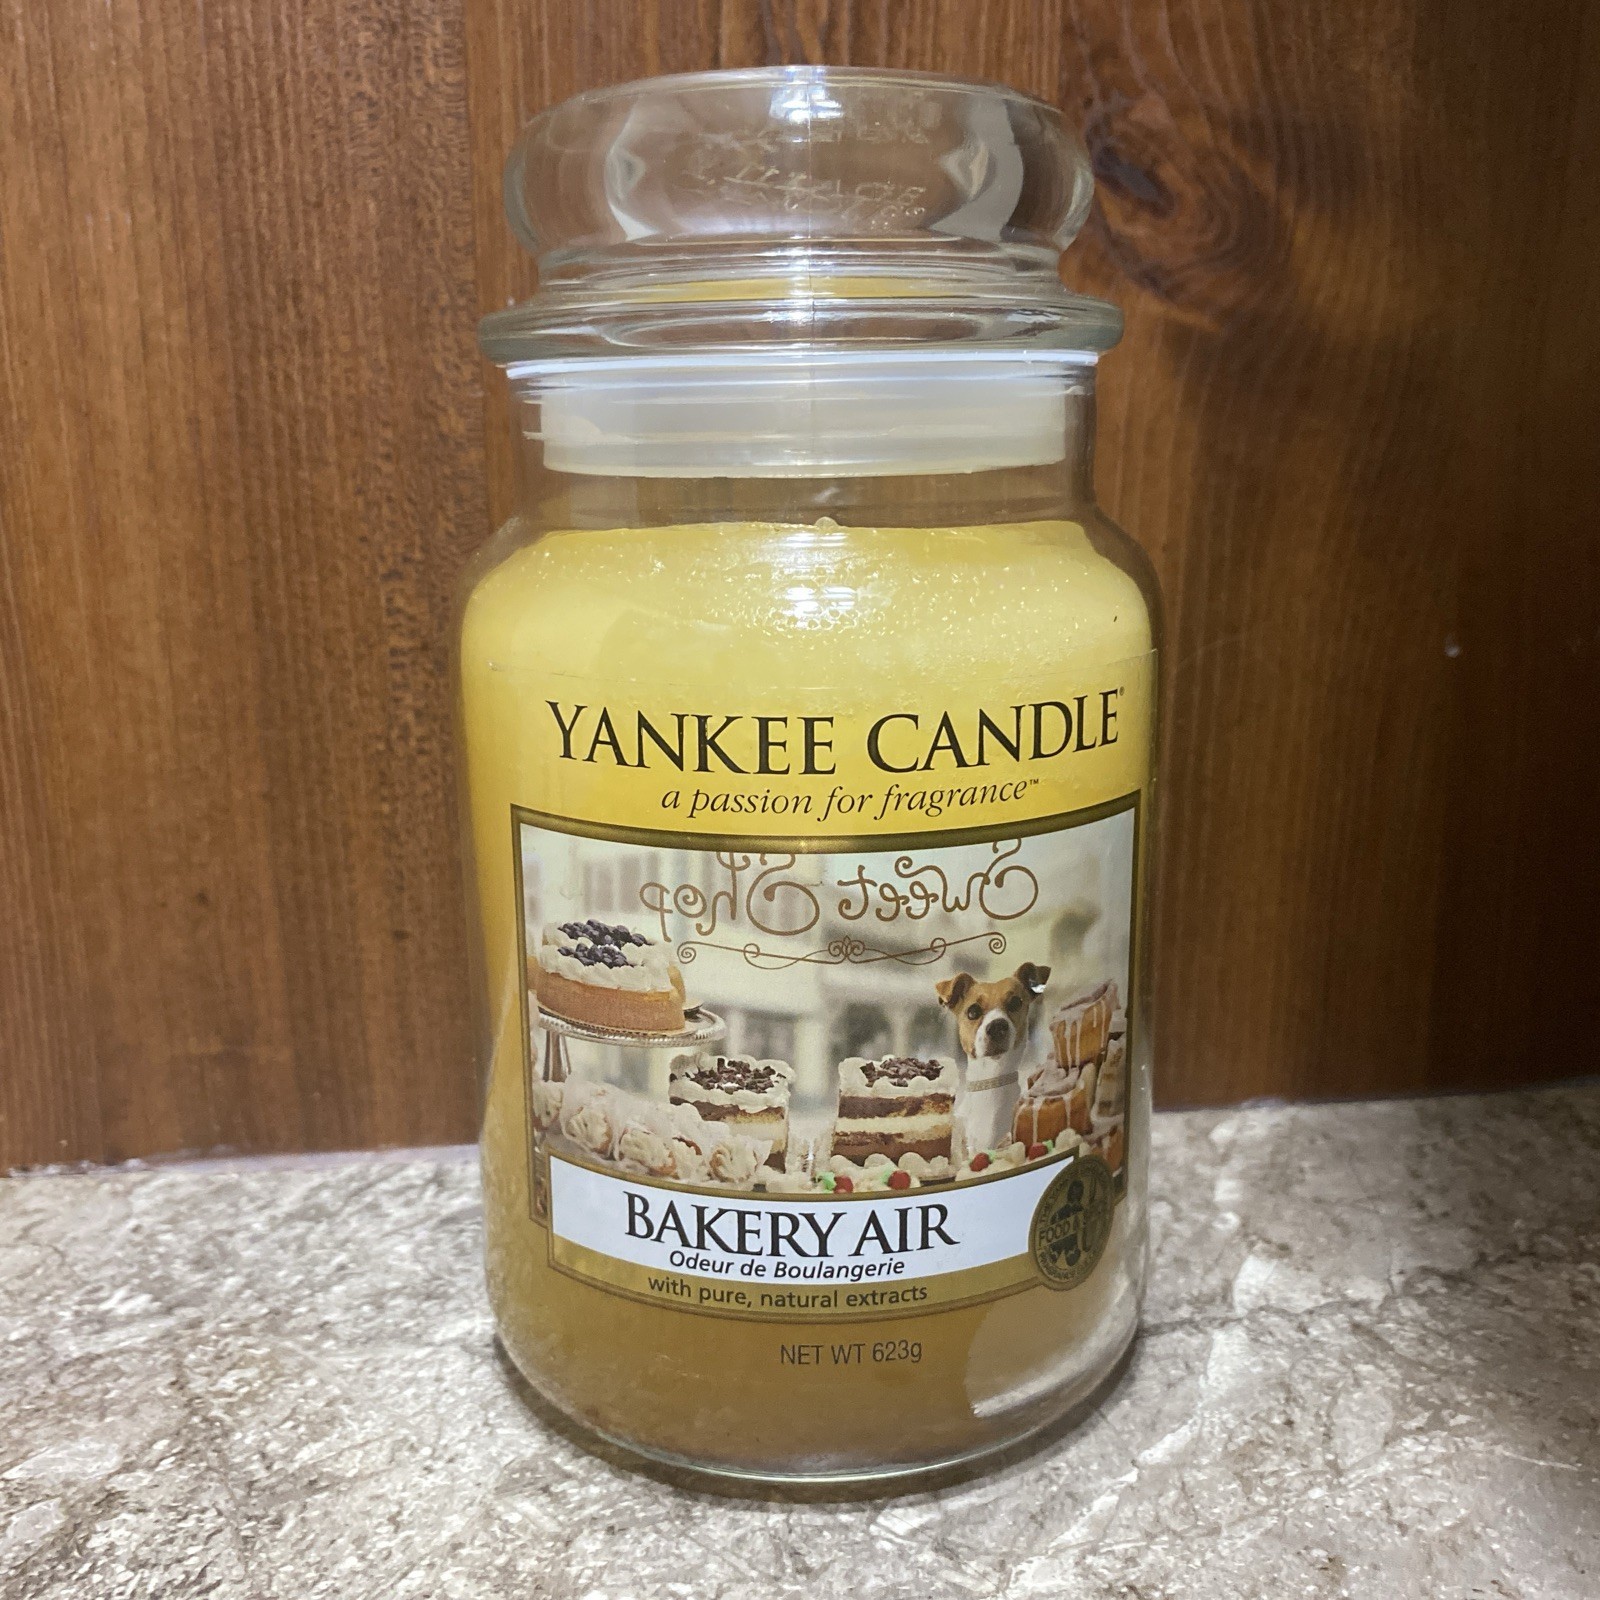 YANKEE CANDLE®
a passion for fragrance™
Sweet Shop
BAKERY AIR
Odeur de Boulangerie
FOOD &
with pure, natural extracts
NET WT 623g